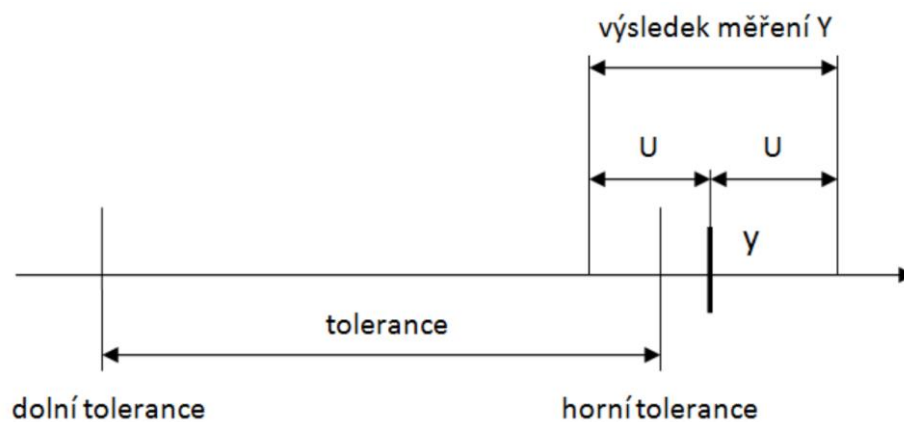 výsledek měření Y
U U
y
tolerance
dolní tolerance horní tolerance